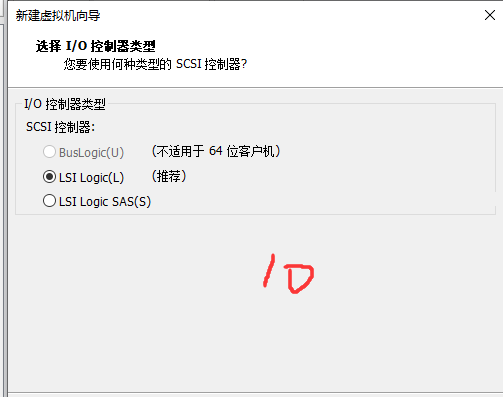 新建虚拟机向导
选择 I/O 控制器类型
您要使用何种类型的 SCSI 控制器?
I/O 控制器类型
SCSI 控制器:
BusLogic(U) （不适用于 64 位客户机）
LSI Logic(L) （推荐）
LSI Logic SAS(S)
10